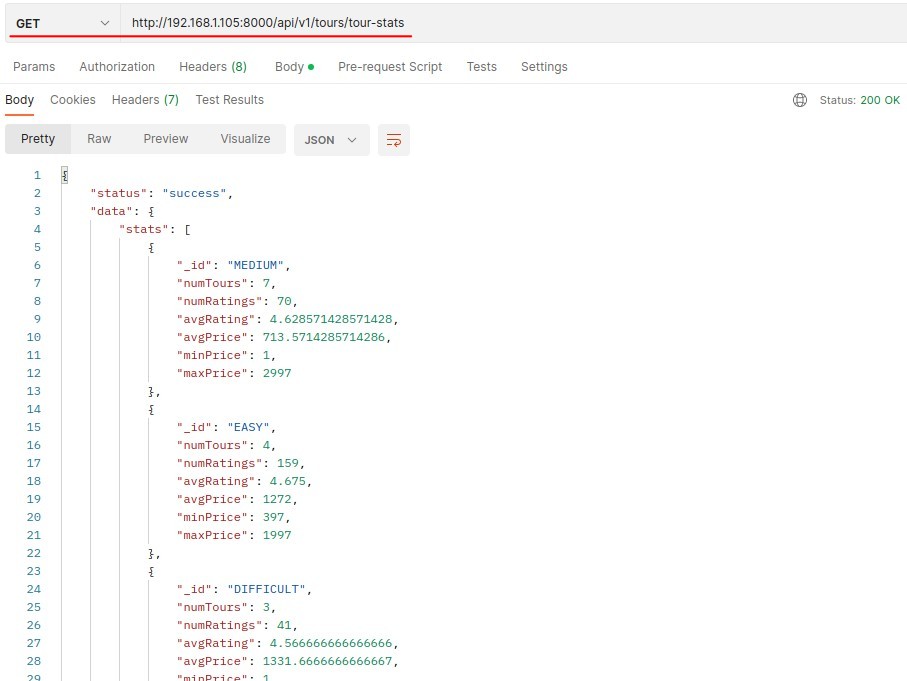 GET http://192.168.1.105:8000/api/v1/tours/tour-stats
Params Authorization Headers (8) Body Pre-request Script Tests Settings
Body Cookies Headers (7) Test Results Status: 200 OK
Pretty Raw Preview Visualize JSON
1 {
2 "status": "success",
3 "data": {
4 "stats": [
5 {
6 "_id": "MEDIUM",
7 "numTours": 7,
8 "numRatings": 70,
9 "avgRating": 4.628571428571428,
10 "avgPrice": 713.5714285714286,
11 "minPrice": 1,
12 "maxPrice": 2997
13 },
14 {
15 "_id": "EASY",
16 "numTours": 4,
17 "numRatings": 159,
18 "avgRating": 4.675,
19 "avgPrice": 1272,
20 "minPrice": 397,
21 "maxPrice": 1997
22 },
23 {
24 "_id": "DIFFICULT",
25 "numTours": 3,
26 "numRatings": 41,
27 "avgRating": 4.566666666666666,
28 "avgPrice": 1331.6666666666667,
29 "minPrice": 1